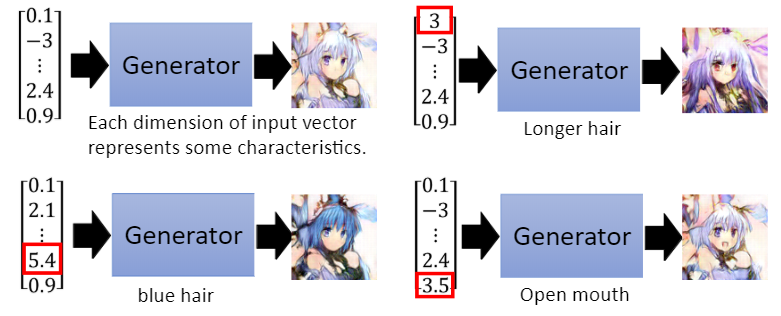 0.1
−3
⋮
2.4
0.9
Generator
Each dimension of input vector
represents some characteristics.
3
−3
⋮
2.4
0.9
Generator
Longer hair
0.1
2.1
⋮
5.4
0.9
Generator
blue hair
0.1
−3
⋮
2.4
3.5
Generator
Open mouth